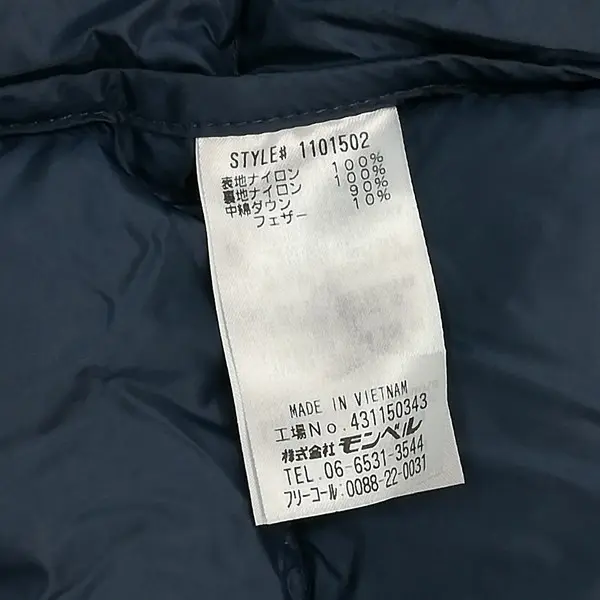 STYLE# 1101502
表地ナイロン 100%
裏地ナイロン 100%
中綿ダウン 90%
フェザー 10%
MADE IN VIETNAM
工場No.431150343
株式会社モンベル
TEL.06-6531-3544
フリーコール:0088-22-0031